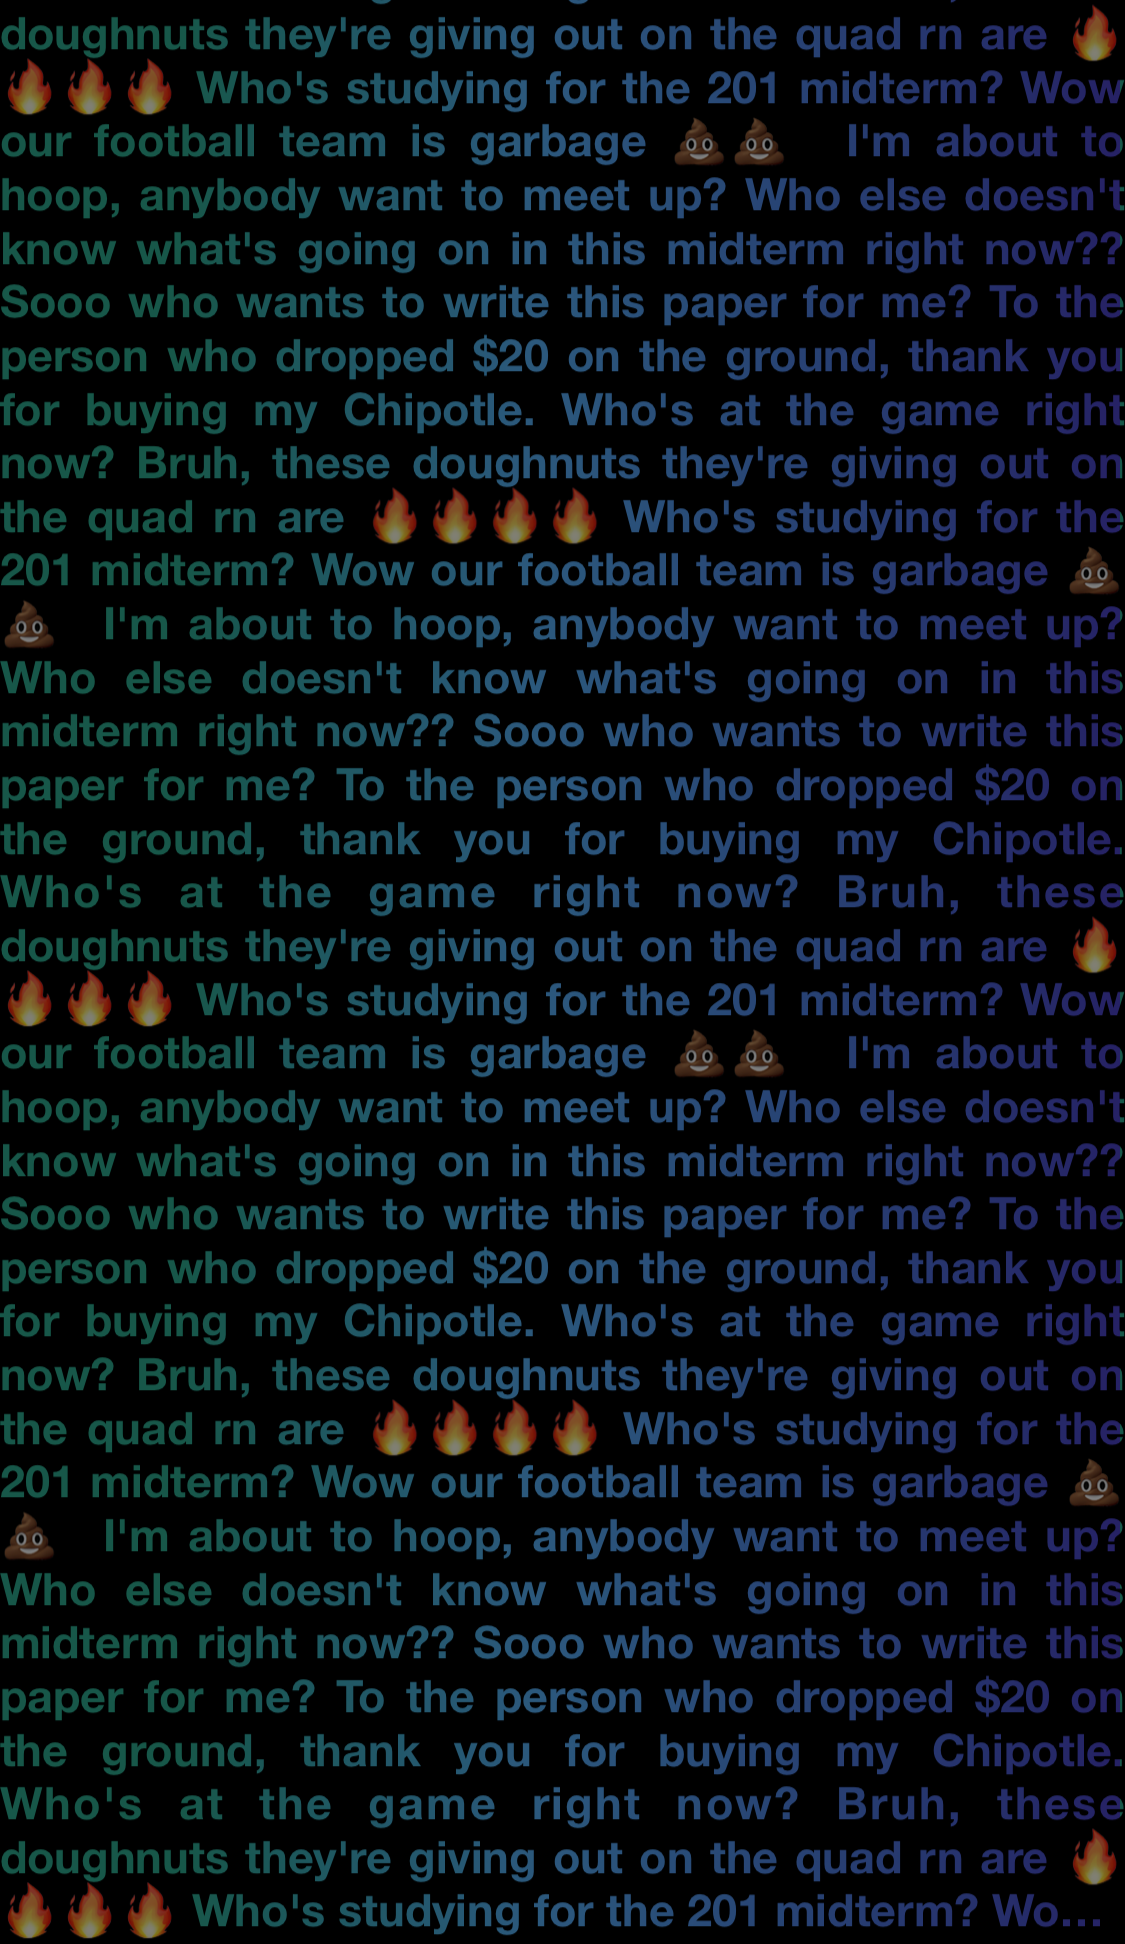 doughnuts they're giving out on the quad rn are 🔥
🔥🔥🔥 Who's studying for the 201 midterm? Wow
our football team is garbage 💩💩 I'm about to
hoop, anybody want to meet up? Who else doesn't
know what's going on in this midterm right now??
Sooo who wants to write this paper for me? To the
person who dropped $20 on the ground, thank you
for buying my Chipotle. Who's at the game right
now? Bruh, these doughnuts they're giving out on
the quad rn are 🔥🔥🔥🔥 Who's studying for the
201 midterm? Wow our football team is garbage 💩
💩 I'm about to hoop, anybody want to meet up?
Who else doesn't know what's going on in this
midterm right now?? Sooo who wants to write this
paper for me? To the person who dropped $20 on
the ground, thank you for buying my Chipotle.
Who's at the game right now? Bruh, these
doughnuts they're giving out on the quad rn are 🔥
🔥🔥🔥 Who's studying for the 201 midterm? Wow
our football team is garbage 💩💩 I'm about to
hoop, anybody want to meet up? Who else doesn't
know what's going on in this midterm right now??
Sooo who wants to write this paper for me? To the
person who dropped $20 on the ground, thank you
for buying my Chipotle. Who's at the game right
now? Bruh, these doughnuts they're giving out on
the quad rn are 🔥🔥🔥🔥 Who's studying for the
201 midterm? Wow our football team is garbage 💩
💩 I'm about to hoop, anybody want to meet up?
Who else doesn't know what's going on in this
midterm right now?? Sooo who wants to write this
paper for me? To the person who dropped $20 on
the ground, thank you for buying my Chipotle.
Who's at the game right now? Bruh, these
doughnuts they're giving out on the quad rn are 🔥
🔥🔥🔥 Who's studying for the 201 midterm? Wo...